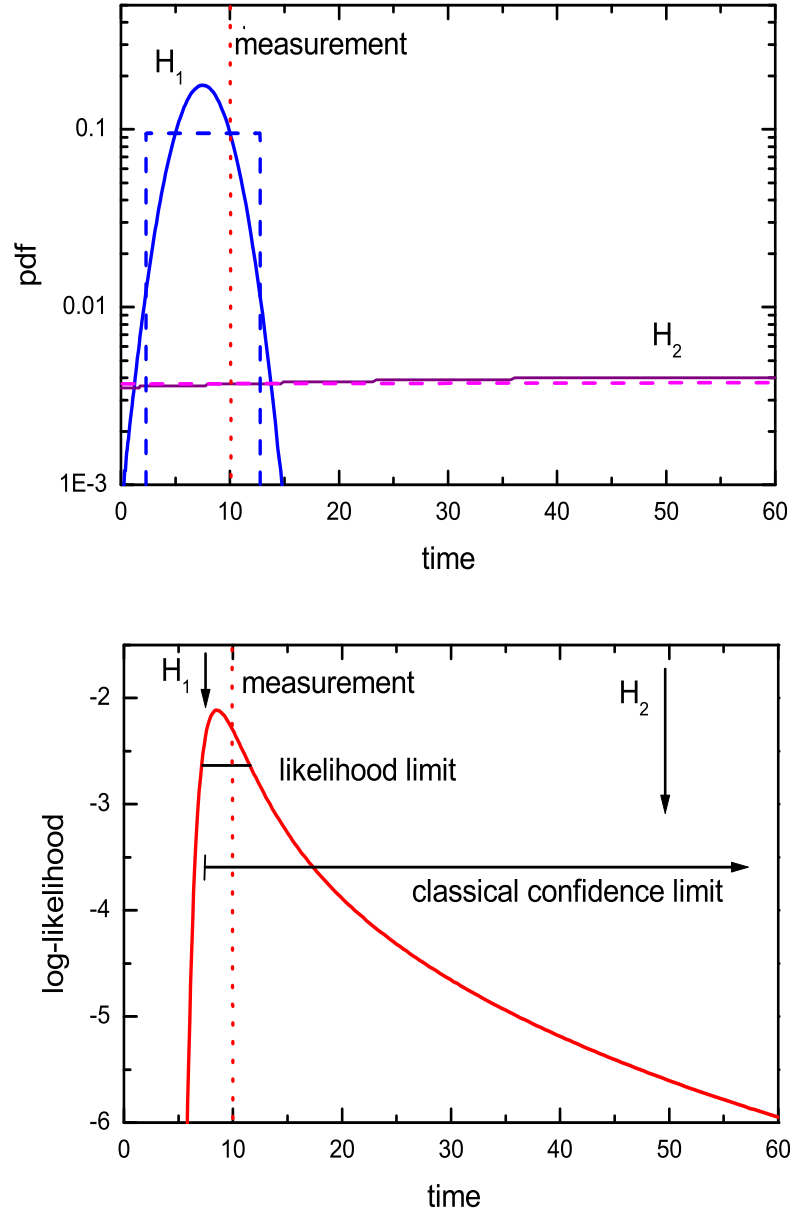 measurement
H1
0.1
pdf
0.01
H2
1E-3
0 10 20 30 40 50 60
time
H1
measurement
H2
-2
likelihood limit
-3
classical confidence limit
log-likelihood
-4
-5
-6
0 10 20 30 40 50 60
time